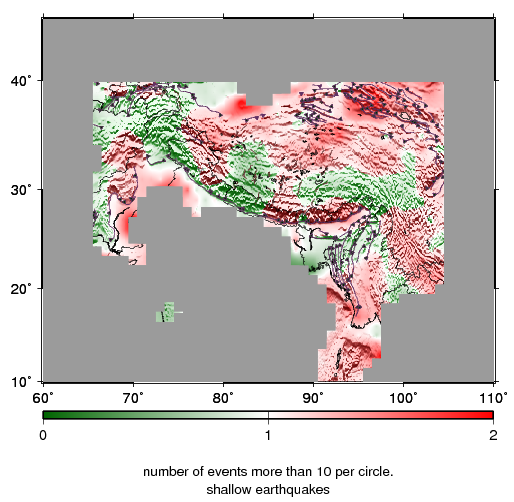 40°
30°
20°
10°
60° 70° 80° 90° 100° 110°
0 1 2
number of events more than 10 per circle.
shallow earthquakes